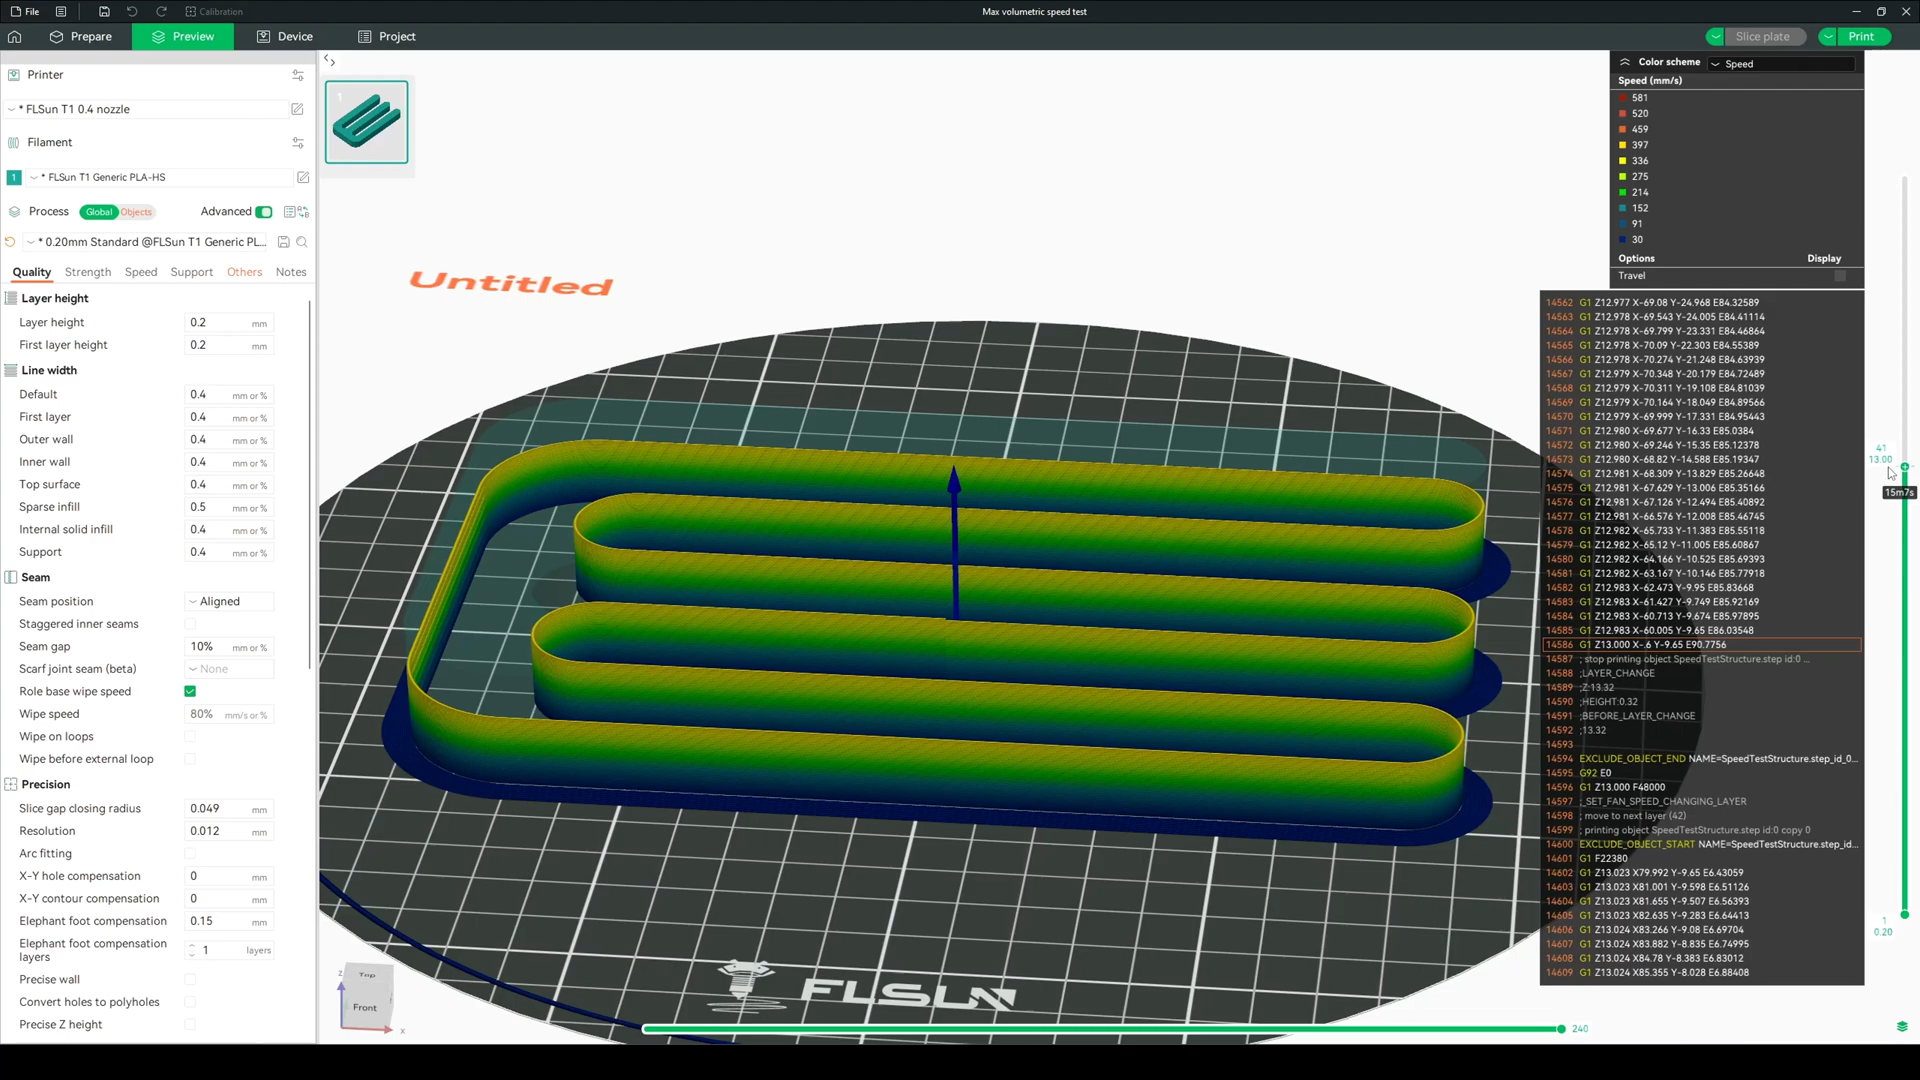 File
Calibration
Max volumetric speed test
Prepare
Preview
Device
Project
Slice plate
Print
Printer
* FLSun T1 0.4 nozzle
Filament
1
* FLSun T1 Generic PLA-HS
Process
Global
Objects
Advanced
* 0.20mm Standard @FLSun T1 Generic PL...
Quality
Strength
Speed
Support
Others
Notes
Layer height
Layer height 0.2 mm
First layer height 0.2 mm
Line width
Default 0.4 mm or %
First layer 0.4 mm or %
Outer wall 0.4 mm or %
Inner wall 0.4 mm or %
Top surface 0.4 mm or %
Sparse infill 0.5 mm or %
Internal solid infill 0.4 mm or %
Support 0.4 mm or %
Seam
Seam position Aligned
Staggered inner seams
Seam gap 10% mm or %
Scarf joint seam (beta) None
Role base wipe speed
Wipe speed 80% mm/s or %
Wipe on loops
Wipe before external loop
Precision
Slice gap closing radius 0.049 mm
Resolution 0.012 mm
Arc fitting
X-Y hole compensation 0 mm
X-Y contour compensation 0 mm
Elephant foot compensation 0.15 mm
Elephant foot compensation
layers 1 layers
Precise wall
Convert holes to polyholes
Precise Z height
1
Untitled
FLSUN
Top
Front
z
x
240
Color scheme Speed
Speed (mm/s)
581
520
459
397
336
275
214
152
91
30
Options Display
Travel
14562 G1 Z12.977 X-69.08 Y-24.968 E84.32589
14563 G1 Z12.978 X-69.543 Y-24.005 E84.41114
14564 G1 Z12.978 X-69.799 Y-23.331 E84.46864
14565 G1 Z12.978 X-70.09 Y-22.303 E84.55389
14566 G1 Z12.978 X-70.274 Y-21.248 E84.63939
14567 G1 Z12.979 X-70.348 Y-20.179 E84.72489
14568 G1 Z12.979 X-70.311 Y-19.108 E84.81039
14569 G1 Z12.979 X-70.164 Y-18.049 E84.89566
14570 G1 Z12.979 X-69.999 Y-17.331 E84.95443
14571 G1 Z12.980 X-69.677 Y-16.33 E85.0384
14572 G1 Z12.980 X-69.246 Y-15.35 E85.12378
14573 G1 Z12.980 X-68.82 Y-14.588 E85.19347
14574 G1 Z12.981 X-68.309 Y-13.829 E85.26648
14575 G1 Z12.981 X-67.629 Y-13.006 E85.35166
14576 G1 Z12.981 X-67.126 Y-12.494 E85.40892
14577 G1 Z12.981 X-66.576 Y-12.008 E85.46745
14578 G1 Z12.982 X-65.733 Y-11.383 E85.55118
14579 G1 Z12.982 X-65.12 Y-11.005 E85.60867
14580 G1 Z12.982 X-64.166 Y-10.525 E85.69393
14581 G1 Z12.982 X-63.167 Y-10.146 E85.77918
14582 G1 Z12.983 X-62.473 Y-9.95 E85.83668
14583 G1 Z12.983 X-61.427 Y-9.749 E85.92169
14584 G1 Z12.983 X-60.713 Y-9.674 E85.97895
14585 G1 Z12.983 X-60.005 Y-9.65 E86.03548
14586 G1 Z13.000 X-.6 Y-9.65 E90.7756
14587 ; stop printing object SpeedTestStructure.step id:0 ...
14588 ;LAYER_CHANGE
14589 ;Z:13.32
14590 ;HEIGHT:0.32
14591 ;BEFORE_LAYER_CHANGE
14592 ;13.32
14593
14594 EXCLUDE_OBJECT_END NAME=SpeedTestStructure.step_id_0...
14595 G92 E0
14596 G1 Z13.000 F48000
14597 ;_SET_FAN_SPEED_CHANGING_LAYER
14598 ; move to next layer (42)
14599 ; printing object SpeedTestStructure.step id:0 copy 0
14600 EXCLUDE_OBJECT_START NAME=SpeedTestStructure.step_id...
14601 G1 F22380
14602 G1 Z13.023 X79.992 Y-9.65 E6.43059
14603 G1 Z13.023 X81.001 Y-9.598 E6.51126
14604 G1 Z13.023 X81.655 Y-9.507 E6.56393
14605 G1 Z13.023 X82.635 Y-9.283 E6.64413
14606 G1 Z13.024 X83.266 Y-9.08 E6.69704
14607 G1 Z13.024 X83.882 Y-8.835 E6.74995
14608 G1 Z13.024 X84.78 Y-8.383 E6.83012
14609 G1 Z13.024 X85.355 Y-8.028 E6.88408
41
13.00
15m7s
1
0.20